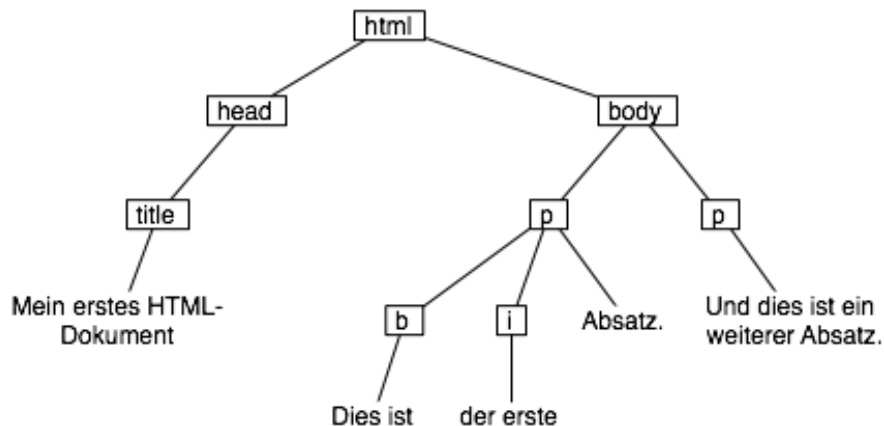 html
head
body
title
p
p
Mein erstes HTML-
Dokument
b
i
Absatz.
Und dies ist ein
weiterer Absatz.
Dies ist
der erste